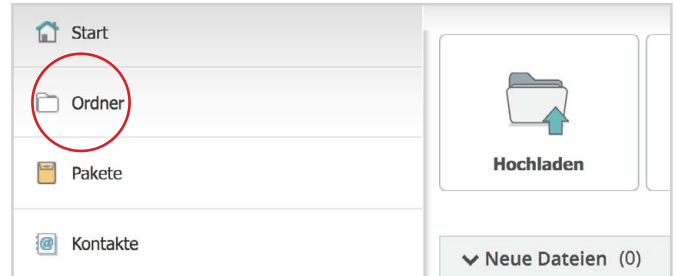 Start
Ordner
Pakete
Kontakte
Hochladen
Neue Dateien (0)